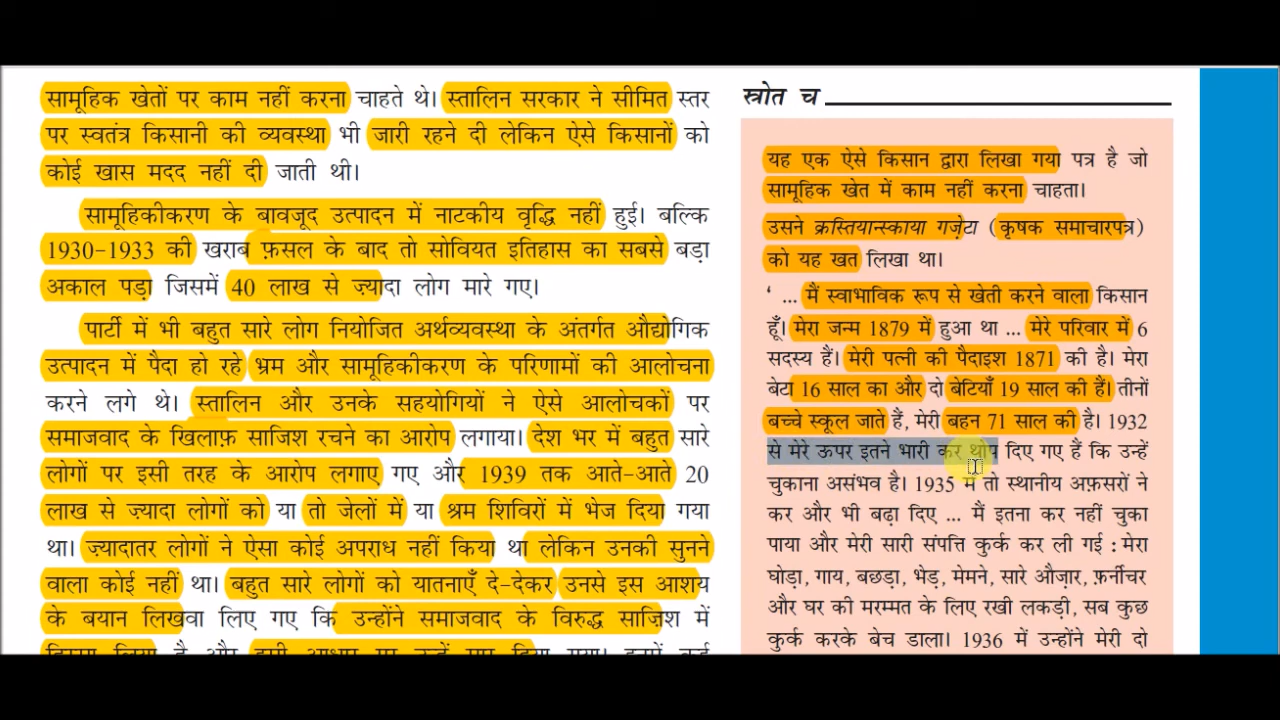 सामूहिक खेतों पर काम नहीं करना चाहते थे। स्तालिन सरकार ने सीमित स्तर
पर स्वतंत्र किसानी की व्यवस्था भी जारी रहने दी लेकिन ऐसे किसानों को
कोई खास मदद नहीं दी जाती थी।
सामूहिकीकरण के बावजूद उत्पादन में नाटकीय वृद्धि नहीं हुई। बल्कि
1930-1933 की खराब फ़सल के बाद तो सोवियत इतिहास का सबसे बड़ा
अकाल पड़ा जिसमें 40 लाख से ज़्यादा लोग मारे गए।
पार्टी में भी बहुत सारे लोग नियोजित अर्थव्यवस्था के अंतर्गत औद्योगिक
उत्पादन में पैदा हो रहे भ्रम और सामूहिकीकरण के परिणामों की आलोचना
करने लगे थे। स्तालिन और उनके सहयोगियों ने ऐसे आलोचकों पर
समाजवाद के खिलाफ़ साजिश रचने का आरोप लगाया। देश भर में बहुत सारे
लोगों पर इसी तरह के आरोप लगाए गए और 1939 तक आते-आते 20
लाख से ज़्यादा लोगों को या तो जेलों में या श्रम शिविरों में भेज दिया गया
था। ज़्यादातर लोगों ने ऐसा कोई अपराध नहीं किया था लेकिन उनकी सुनने
वाला कोई नहीं था। बहुत सारे लोगों को यातनाएँ दे-देकर उनसे इस आशय
के बयान लिखवा लिए गए कि उन्होंने समाजवाद के विरुद्ध साज़िश में
स्रोत च
यह एक ऐसे किसान द्वारा लिखा गया पत्र है जो
सामूहिक खेत में काम नहीं करना चाहता।
उसने क्रस्तियान्स्काया गज़ेटा (कृषक समाचारपत्र)
को यह खत लिखा था।
' ... मैं स्वाभाविक रूप से खेती करने वाला किसान
हूँ। मेरा जन्म 1879 में हुआ था ... मेरे परिवार में 6
सदस्य हैं। मेरी पत्नी की पैदाइश 1871 की है। मेरा
बेटा 16 साल का और दो बेटियाँ 19 साल की हैं। तीनों
बच्चे स्कूल जाते हैं, मेरी बहन 71 साल की है। 1932
से मेरे ऊपर इतने भारी कर थोप दिए गए हैं कि उन्हें
चुकाना असंभव है। 1935 में तो स्थानीय अफ़सरों ने
कर और भी बढ़ा दिए ... मैं इतना कर नहीं चुका
पाया और मेरी सारी संपत्ति कुर्क कर ली गई : मेरा
घोड़ा, गाय, बछड़ा, भेड़, मेमने, सारे औज़ार, फ़र्नीचर
और घर की मरम्मत के लिए रखी लकड़ी, सब कुछ
कुर्क करके बेच डाला। 1936 में उन्होंने मेरी दो